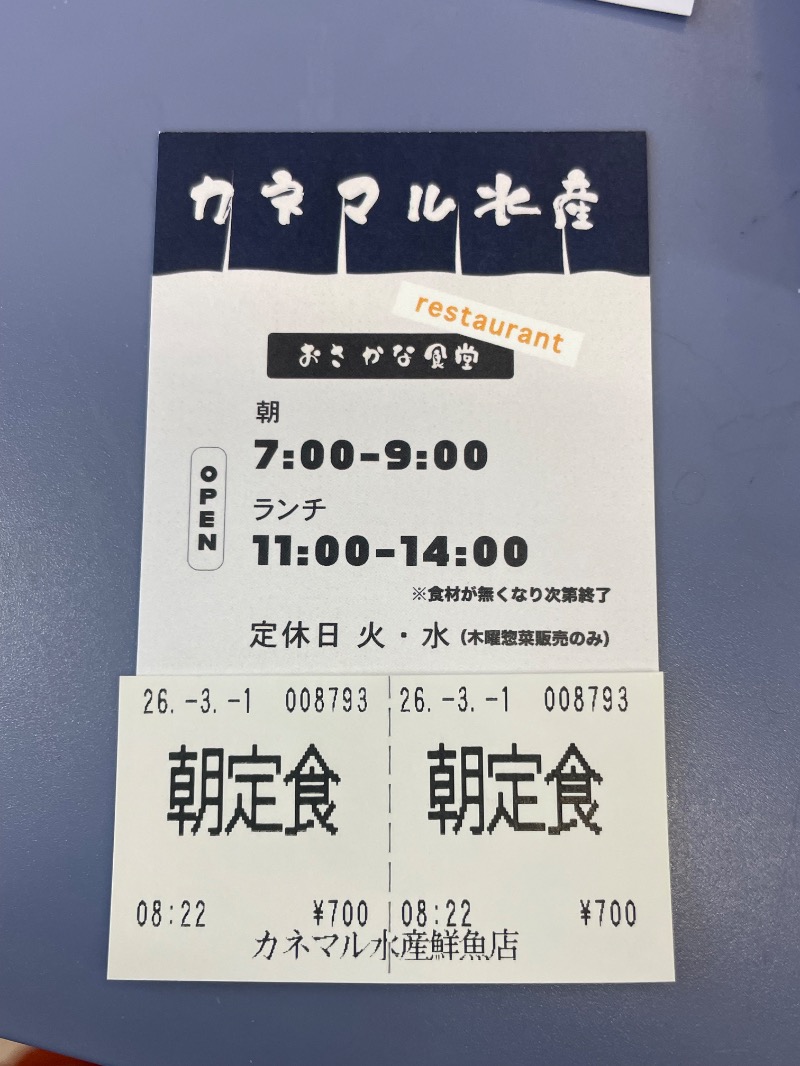 カネマル水産
restaurant
おさかな食堂
OPEN
朝
7:00-9:00
ランチ
11:00-14:00
※食材が無くなり次第終了
定休日 火・水 (木曜惣菜販売のみ)
26.-3.-1 008793
朝定食
08:22 ¥700
26.-3.-1 008793
朝定食
08:22 ¥700
カネマル水産鮮魚店